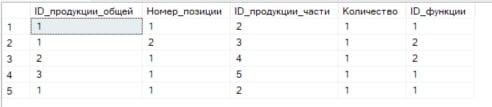 ID_продукции_общей Номер_позиции ID_продукции_части Количество ID_функции
1 1 1 2 1 1
2 1 2 3 1 2
3 2 1 4 1 2
4 3 1 5 1 1
5 1 1 2 1 1